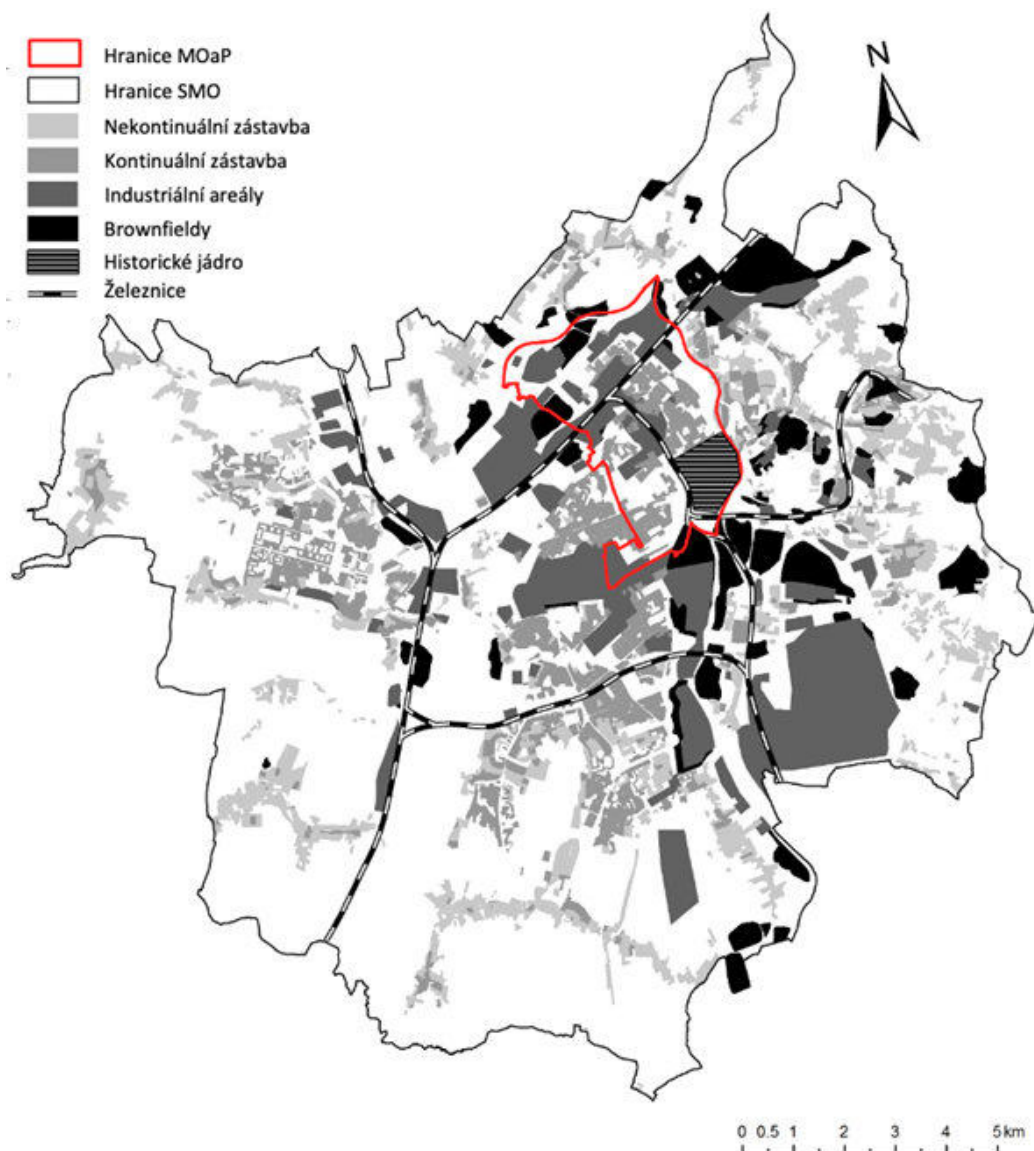 Hranice MOaP
Hranice SMO
Nekontinuální zástavba
Kontinuální zástavba
Industriální areály
Brownfieldy
Historické jádro
Železnice
N
0 0.5 1 2 3 4 5 km